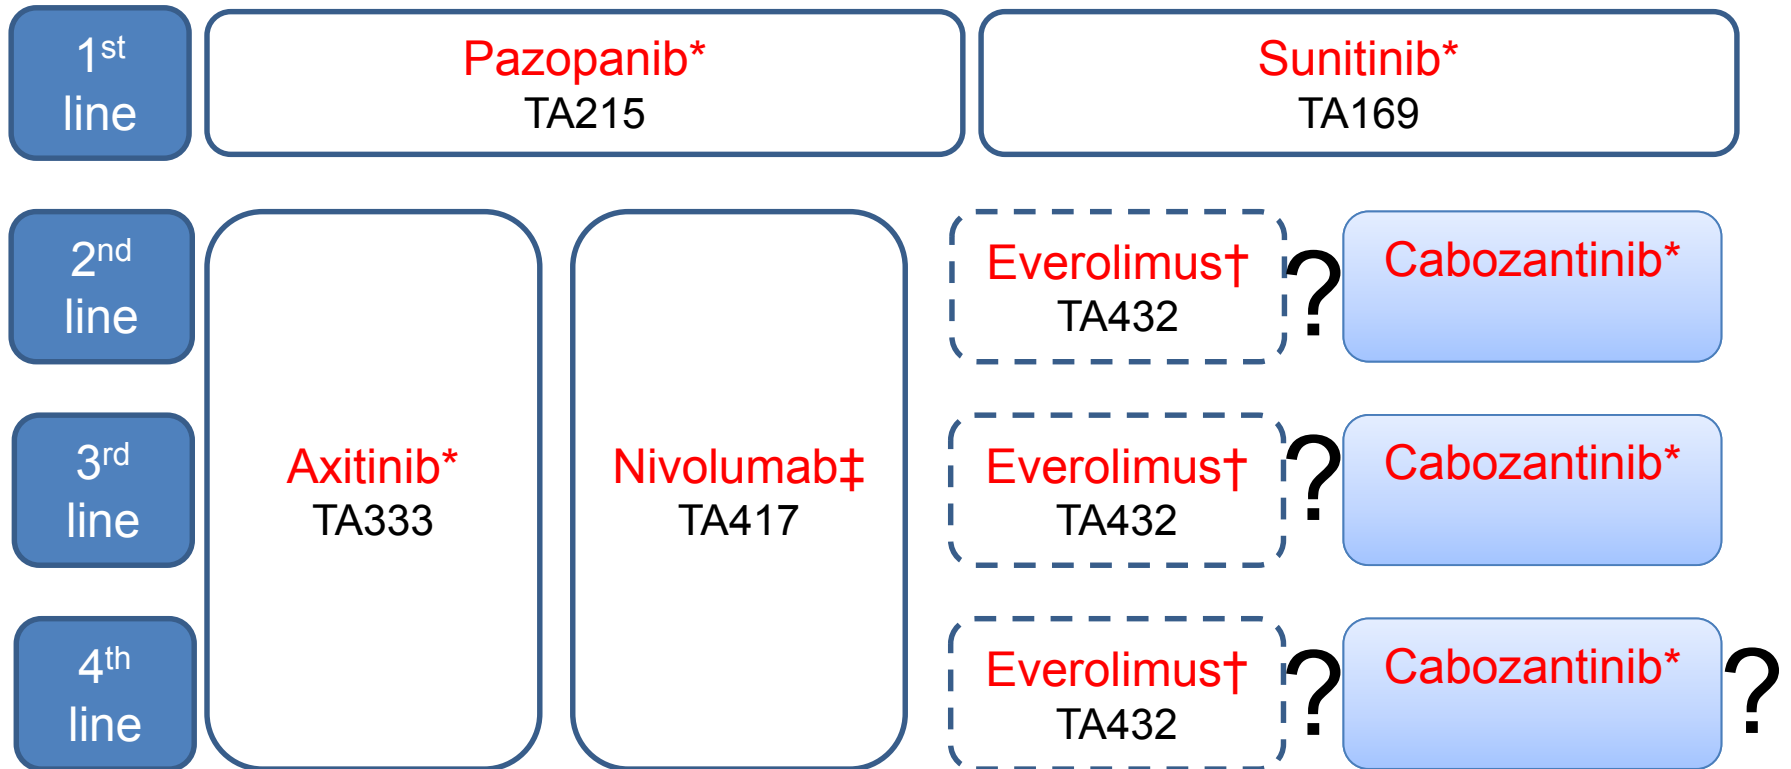 1st
line
Pazopanib*
TA215
Sunitinib*
TA169
2nd
line
Everolimus†
TA432
?
Cabozantinib*
3rd
line
Axitinib*
TA333
Nivolumab‡
TA417
Everolimus†
TA432
?
Cabozantinib*
4th
line
Everolimus†
TA432
?
Cabozantinib*
?